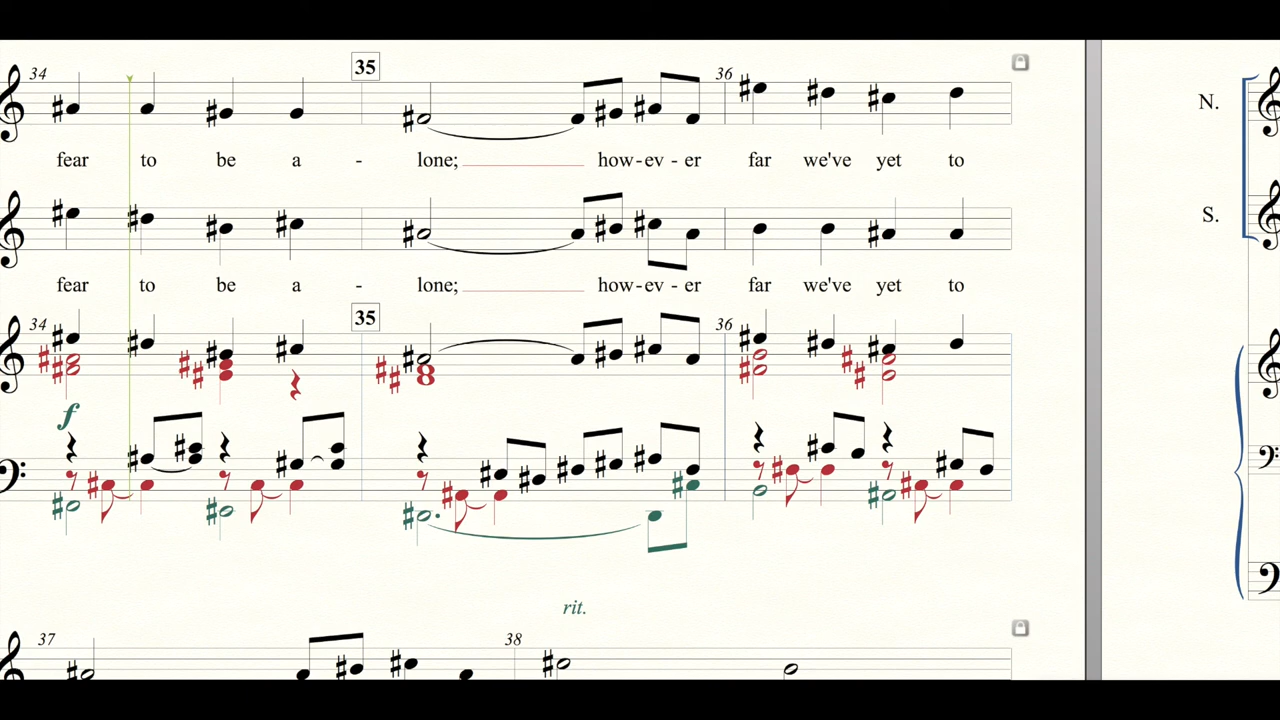 34 35 36
N.
fear to be a - lone; how-ev - er far we've yet to
S.
fear to be a - lone; how-ev - er far we've yet to
34 35 36
f
rit.
37 38